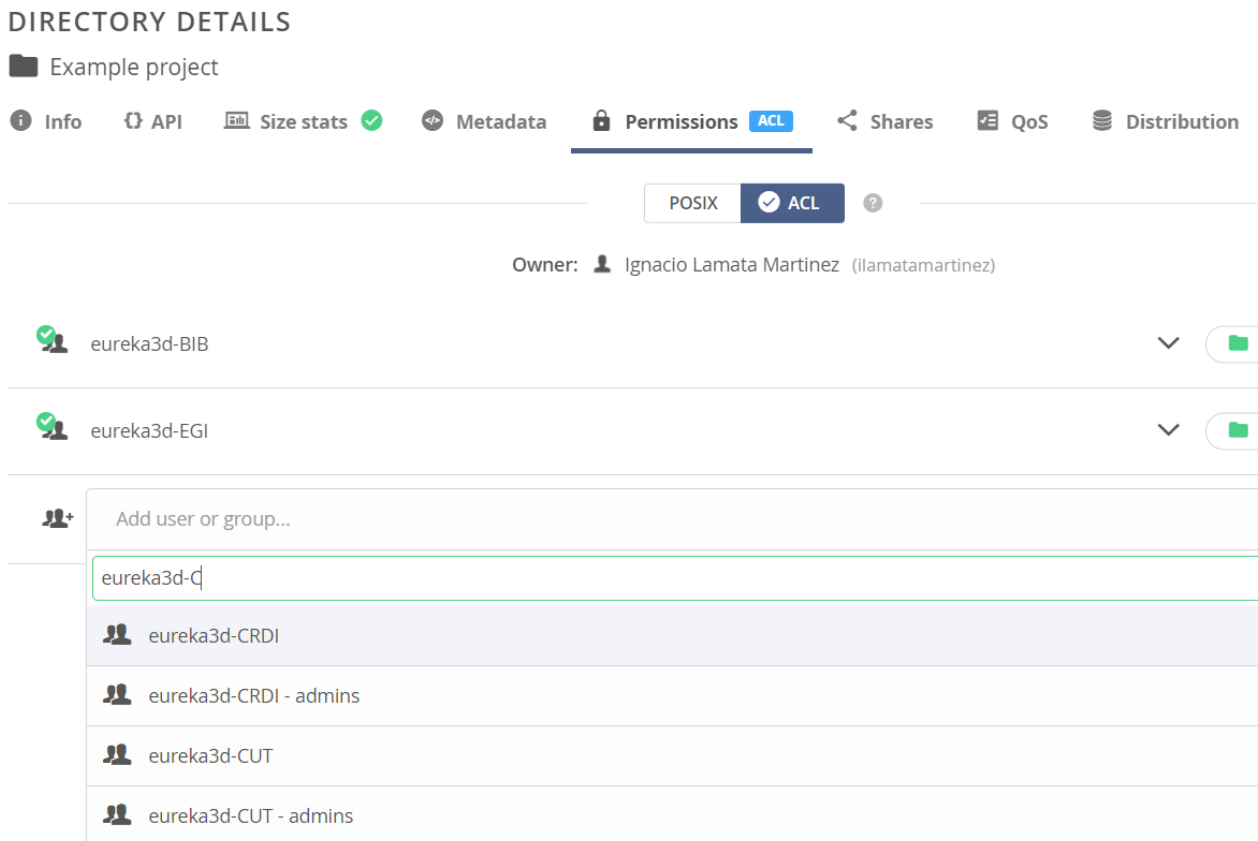 DIRECTORY DETAILS
Example project
Info {} API Size stats Metadata Permissions ACL Shares QoS Distribution
POSIX ACL ?
Owner: Ignacio Lamata Martinez (ilamatamartinez)
eureka3d-BIB
eureka3d-EGI
Add user or group...
eureka3d-C
eureka3d-CRDI
eureka3d-CRDI - admins
eureka3d-CUT
eureka3d-CUT - admins